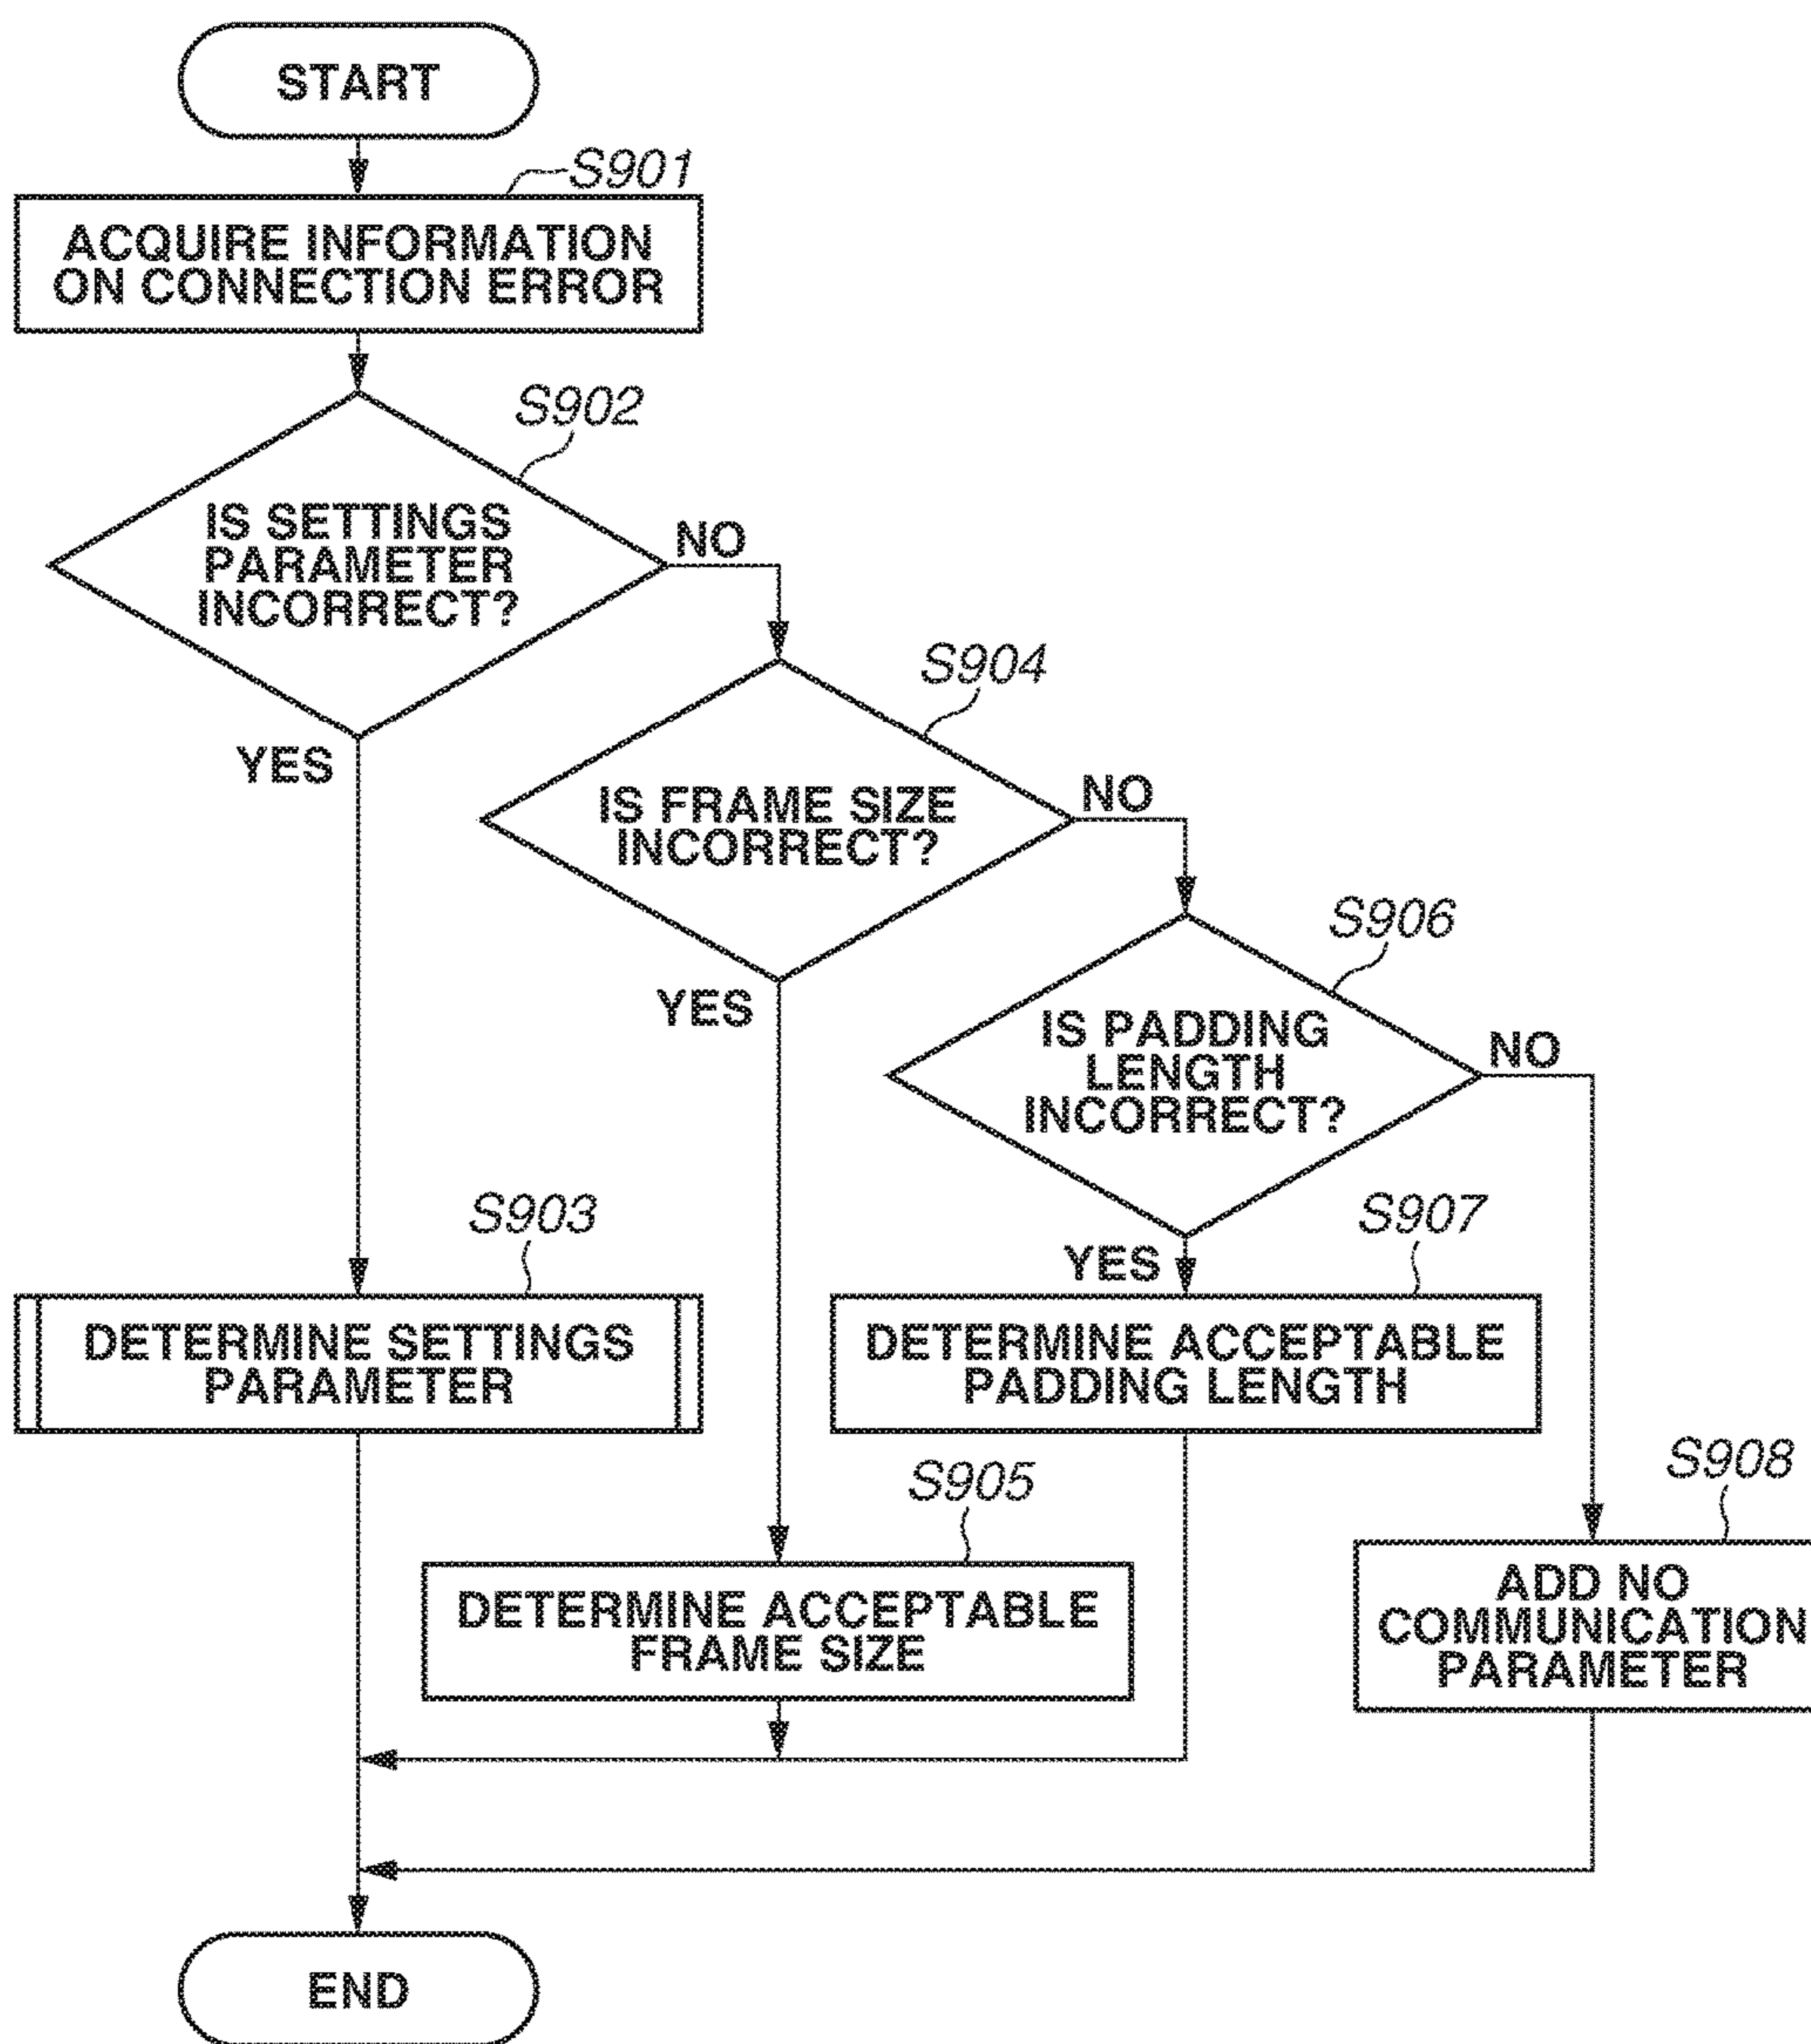 START
S901
ACQUIRE INFORMATION
ON CONNECTION ERROR
S902
IS SETTINGS
PARAMETER
INCORRECT?
NO
YES
S904
IS FRAME SIZE
INCORRECT?
NO
YES
S906
IS PADDING
LENGTH
INCORRECT?
NO
YES
S903
DETERMINE SETTINGS
PARAMETER
S907
DETERMINE ACCEPTABLE
PADDING LENGTH
S905
DETERMINE ACCEPTABLE
FRAME SIZE
S908
ADD NO
COMMUNICATION
PARAMETER
END